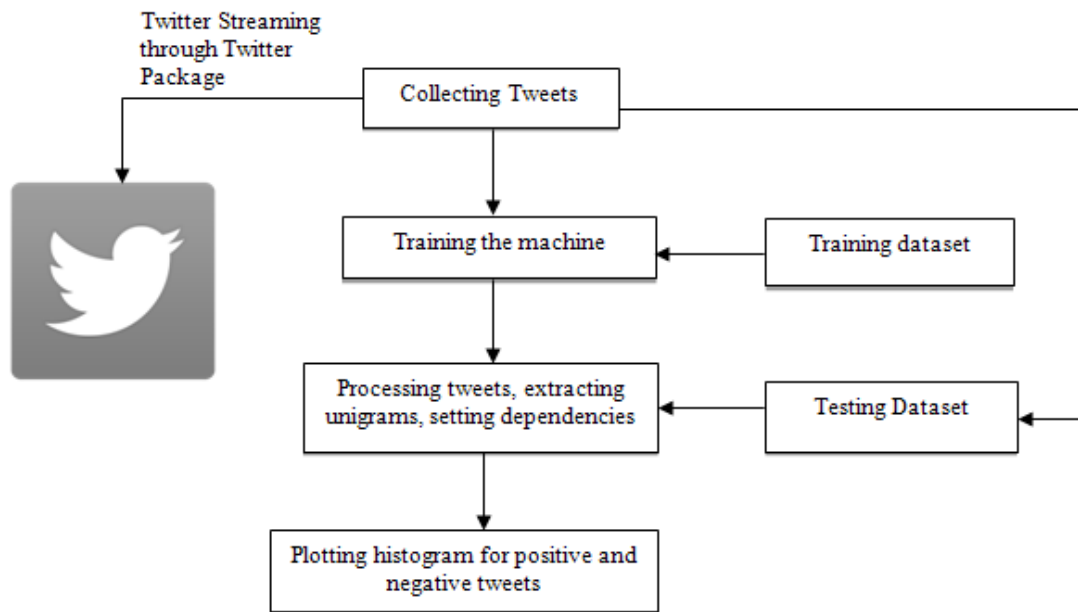 Twitter Streaming
through Twitter
Package
Collecting Tweets
Training the machine
Training dataset
Processing tweets, extracting
unigrams, setting dependencies
Testing Dataset
Plotting histogram for positive and
negative tweets